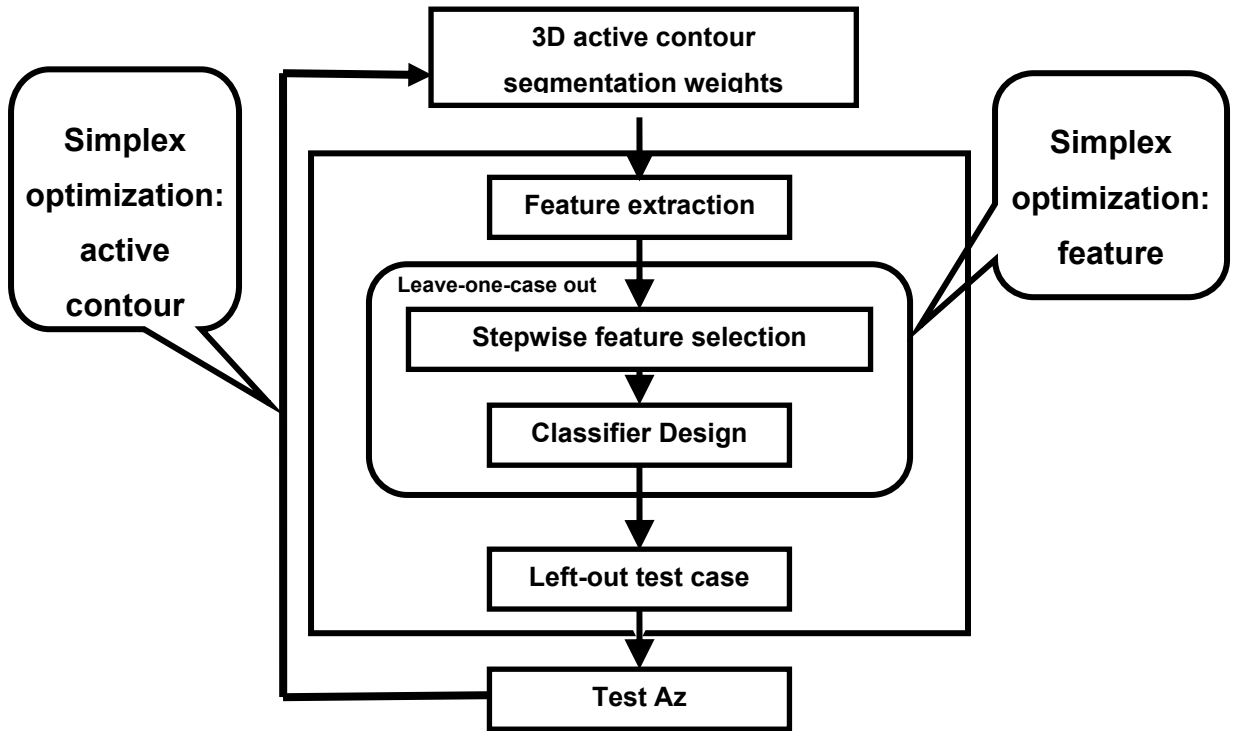 3D active contour
segmentation weights
Simplex
optimization:
active
contour
Simplex
optimization:
feature
Feature extraction
Leave-one-case out
Stepwise feature selection
Classifier Design
Left-out test case
Test Az